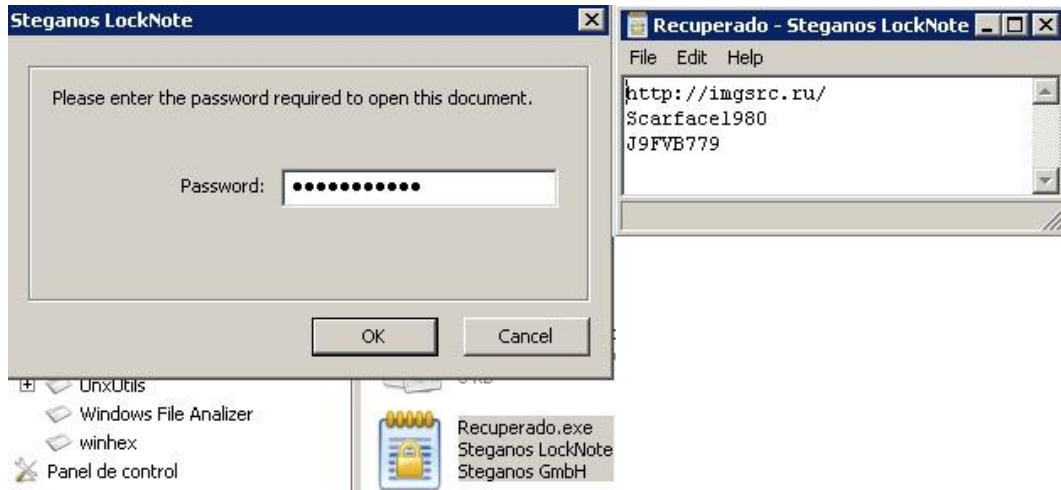 Steganos LockNote
Please enter the password required to open this document.
Password:
OK
Cancel
Recuperado - Steganos LockNote
File Edit Help
http://imgsrc.ru/
Scarface1980
J9FVB779
UnxUtils
Windows File Analizer
winhex
Panel de control
Recuperado.exe
Steganos LockNote
Steganos GmbH